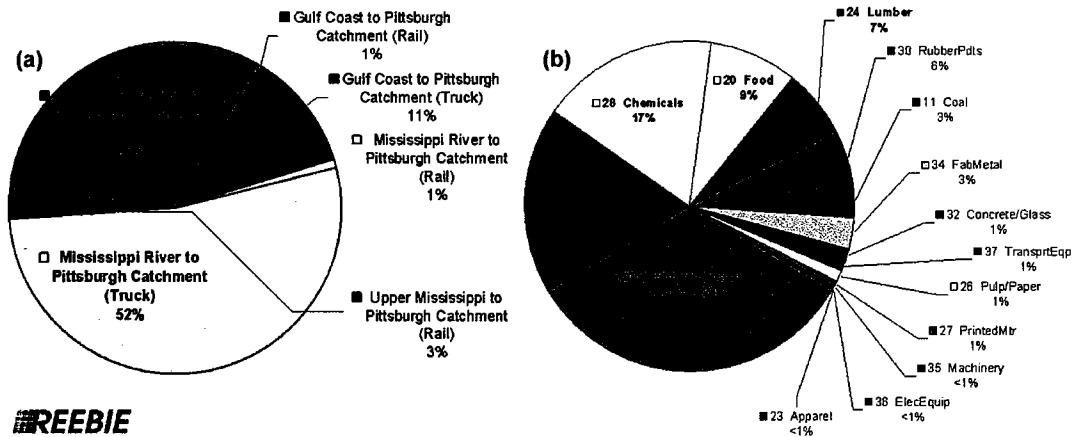 (a)
Gulf Coast to Pittsburgh
Catchment (Rail)
1%
Gulf Coast to Pittsburgh
Catchment (Truck)
11%
Mississippi River to
Pittsburgh Catchment
(Rail)
1%
Mississippi River to
Pittsburgh Catchment
(Truck)
52%
Upper Mississippi to
Pittsburgh Catchment
(Rail)
3%
REEBIE
(b)
28 Chemicals
17%
20 Food
9%
24 Lumber
7%
30 RubberPdts
6%
11 Coal
3%
34 FabMetal
3%
32 Concrete/Glass
1%
37 TransprtEqp
1%
26 Pulp/Paper
1%
27 PrintedMtr
1%
35 Machinery
<1%
36 ElecEquip
<1%
23 Apparel
<1%